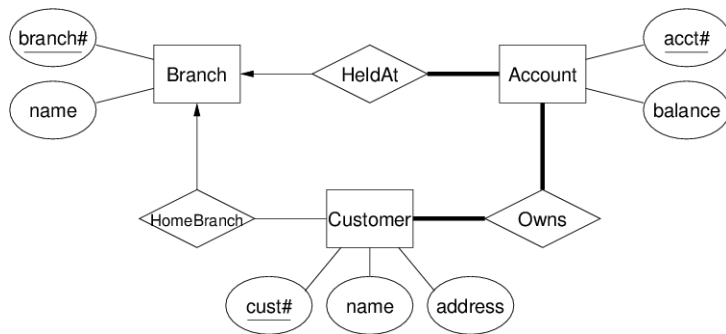 branch#
acct#
Branch
HeldAt
Account
name
balance
HomeBranch
Customer
Owns
cust#
name
address